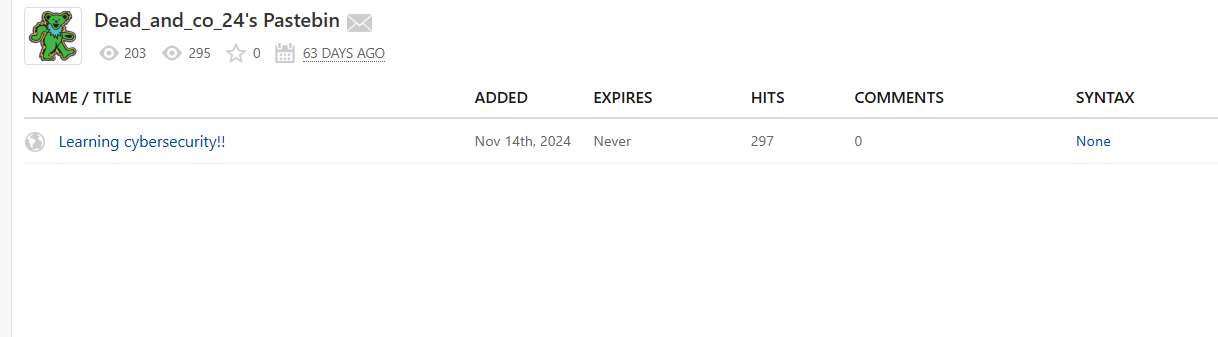 Dead_and_co_24's Pastebin
203 295 0 63 DAYS AGO
NAME / TITLE ADDED EXPIRES HITS COMMENTS SYNTAX
Learning cybersecurity!! Nov 14th, 2024 Never 297 0 None